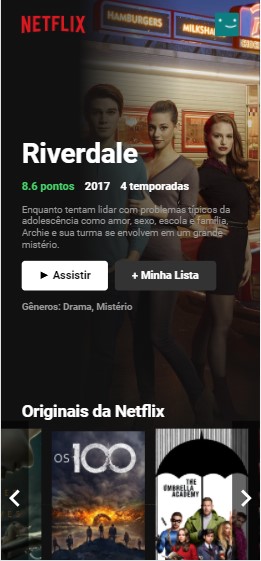 HAMBURGERS
NETFLIX
Riverdale
8.6 pontos 2017 4 temporadas
Enquanto tentam lidar com problemas típicos da
adolescência como amor, sexo, escola e família,
Archie e sua turma se envolvem em um grande
mistério.
Assistir
+ Minha Lista
Gêneros: Drama, Mistério
Originais da Netflix
OS 100
THE
UMBRELLA
ACADEMY